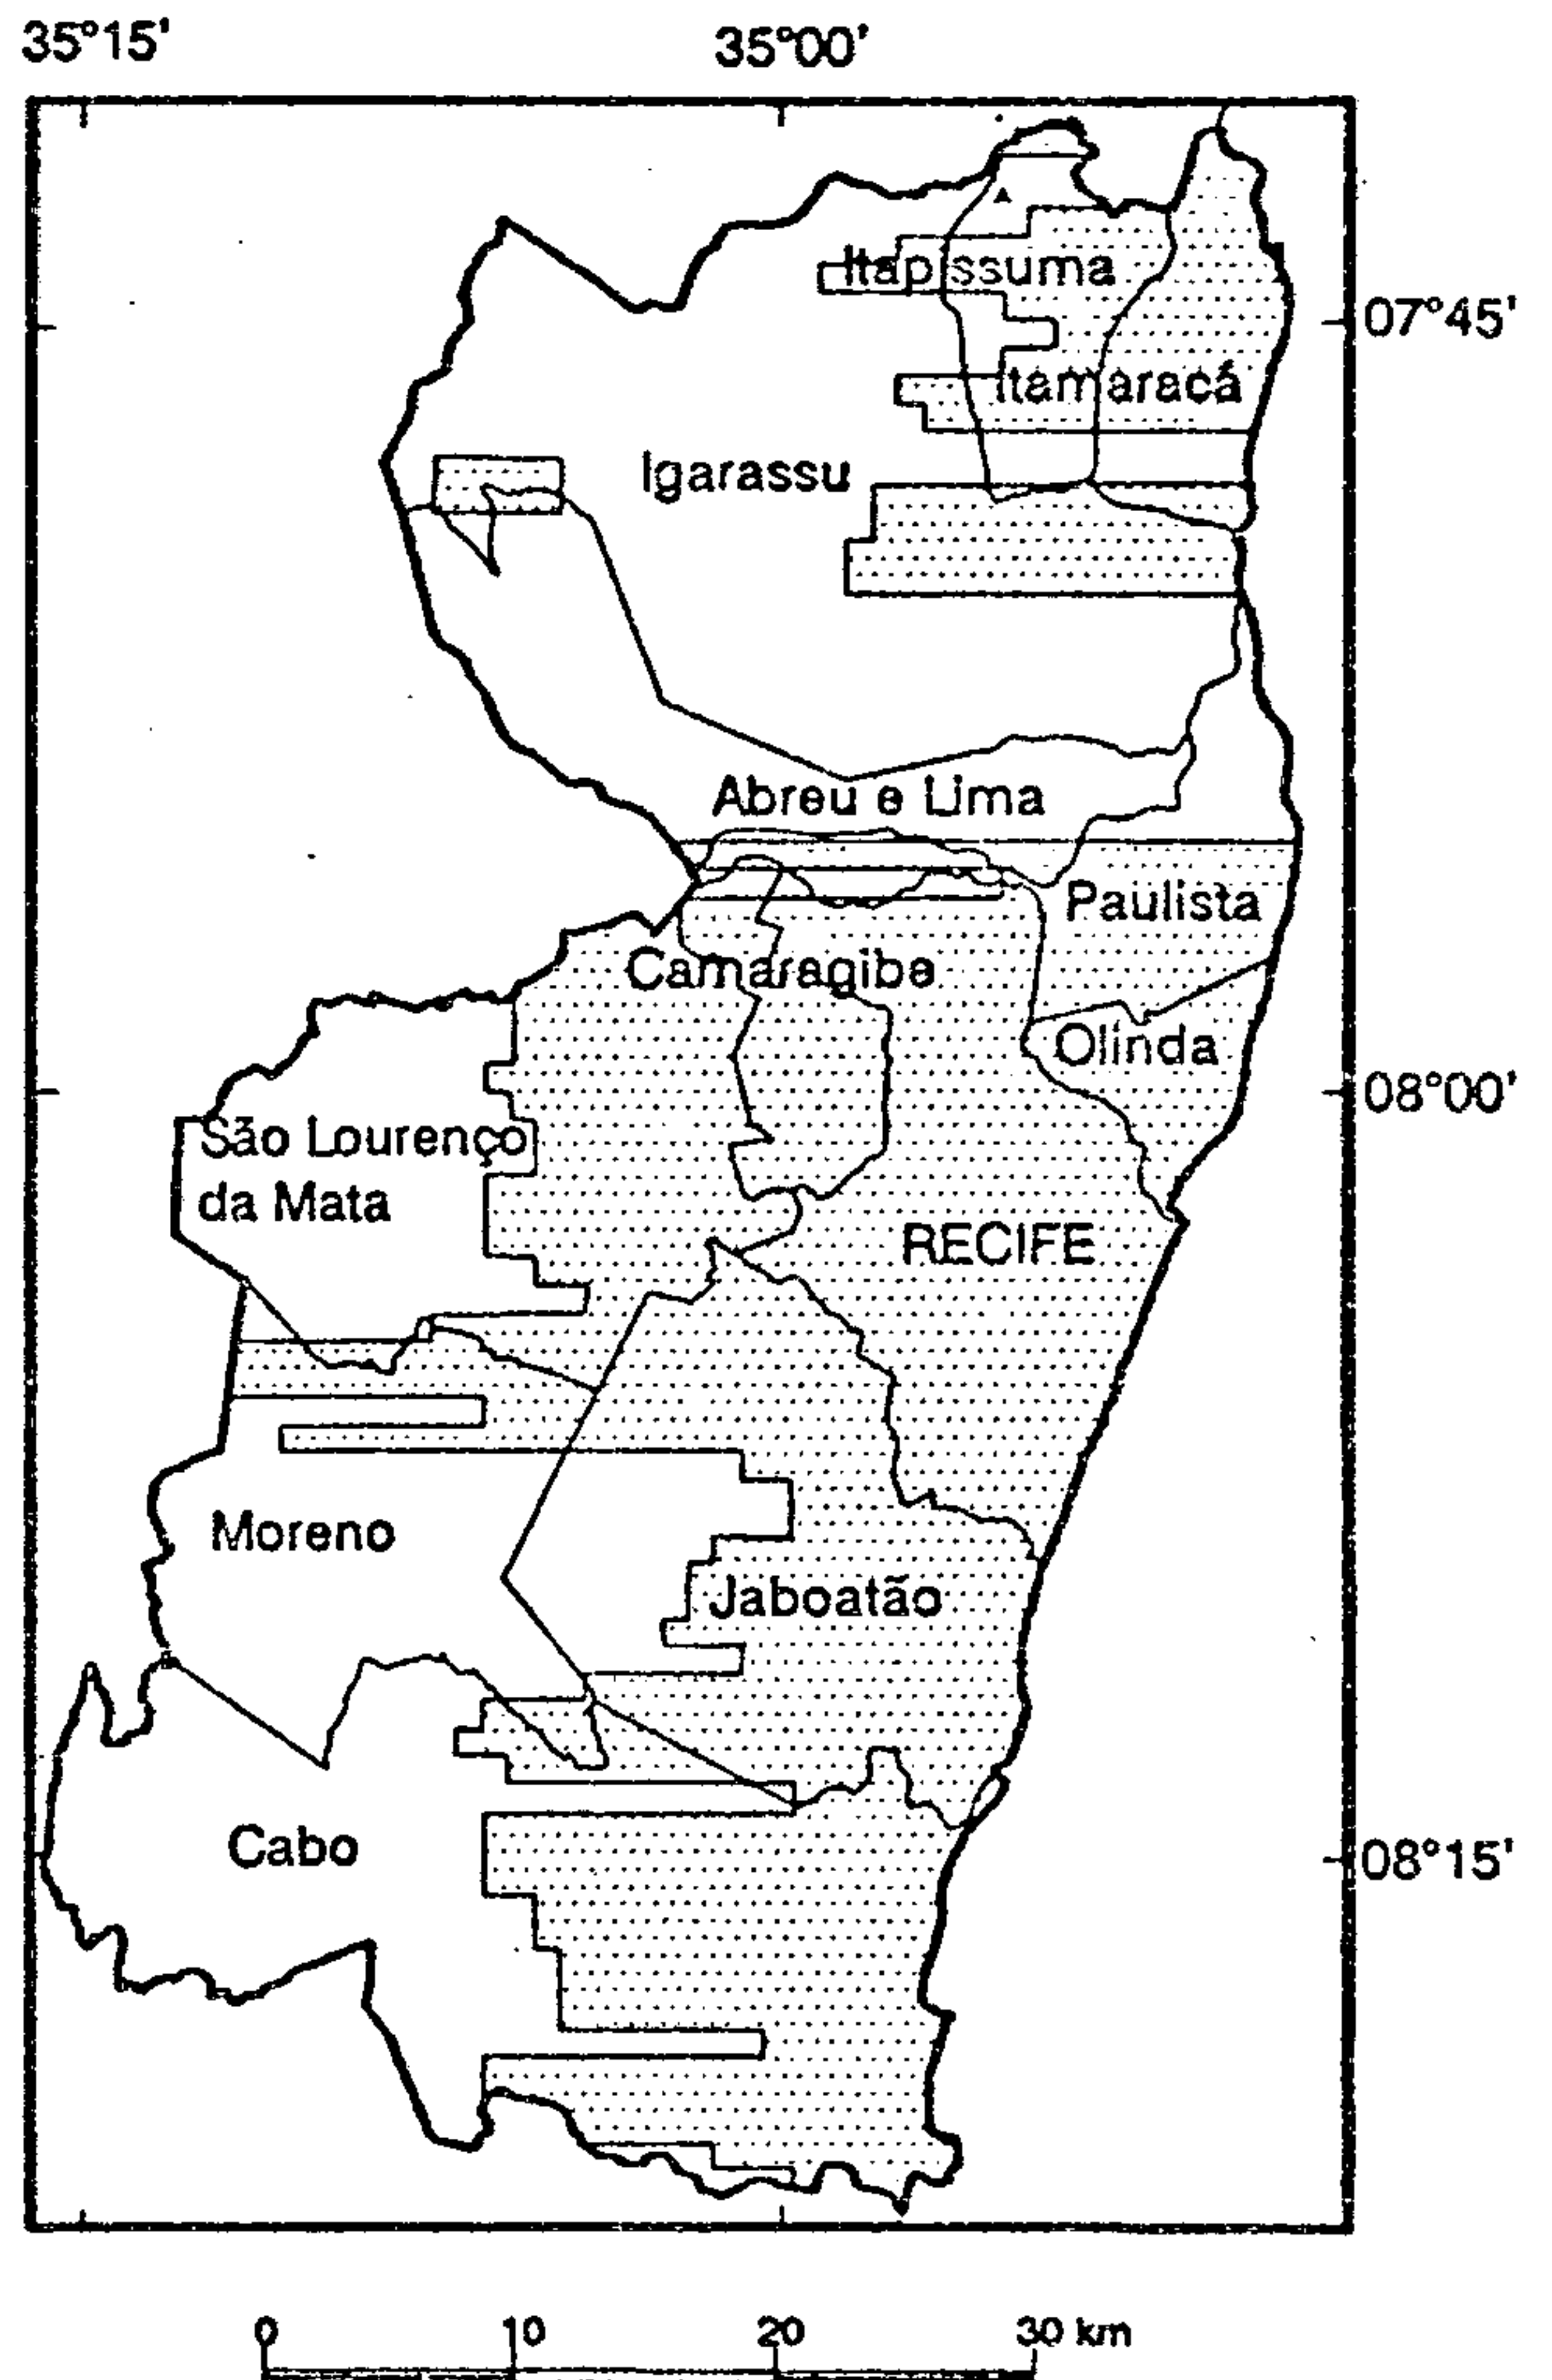 35°15'
35°00'
Itapissuma
07°45'
Itamaracá
Igarassu
Abreu e Lima
Paulista
Camaragibe
Olinda
08°00'
São Lourenço
da Mata
RECIFE
Moreno
Jaboatão
Cabo
08°15'
0 10 20 30 km